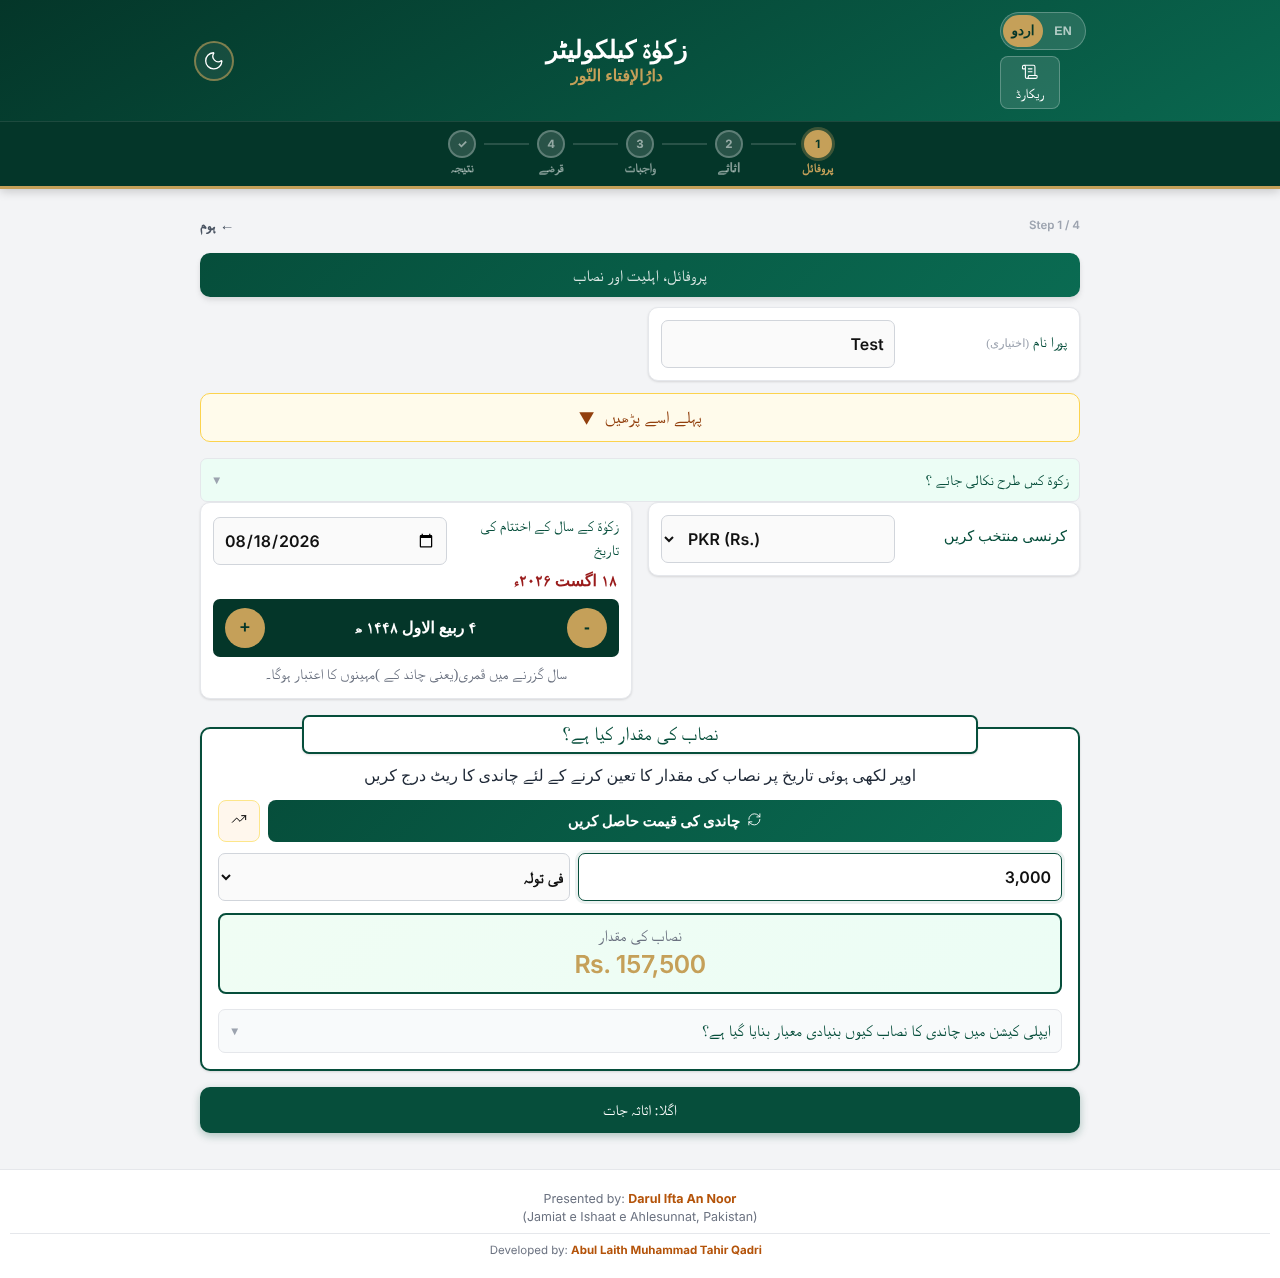 EN
اردو
ریکارڈ
زکوٰۃ کیلکولیٹر
دارُالإفتاء النّور
1
2
3
4
✓
پروفائل
اثاثے
واجبات
قرضے
نتیجہ
Step 1 / 4
← ہوم
پروفائل، اہلیت اور نصاب
پورا نام (اختیاری)
Test
پہلے اسے پڑھیں ▼
زکوۃ کس طرح نکالی جائے ؟ ▼
کرنسی منتخب کریں
PKR (Rs.)
زکوٰۃ کے سال کے اختتام کی
تاریخ
08/18/2026
۱۸ اگست ۲۰۲۶ء
-
۴ ربیع الاول ۱۴۴۸ ھ
+
سال گزرنے میں قمری(یعنی چاند کے )مہینوں کا اعتبار ہوگا۔
نصاب کی مقدار کیا ہے؟
اوپر لکھی ہوئی تاریخ پر نصاب کی مقدار کا تعین کرنے کے لئے چاندی کا ریٹ درج کریں
چاندی کی قیمت حاصل کریں
3,000
فی تولہ
نصاب کی مقدار
Rs. 157,500
ایپلی کیشن میں چاندی کا نصاب کیوں بنیادی معیار بنایا گیا ہے؟ ▼
اگلا: اثاثہ جات
Presented by: Darul Ifta An Noor
(Jamiat e Ishaat e Ahlesunnat, Pakistan)
Developed by: Abul Laith Muhammad Tahir Qadri